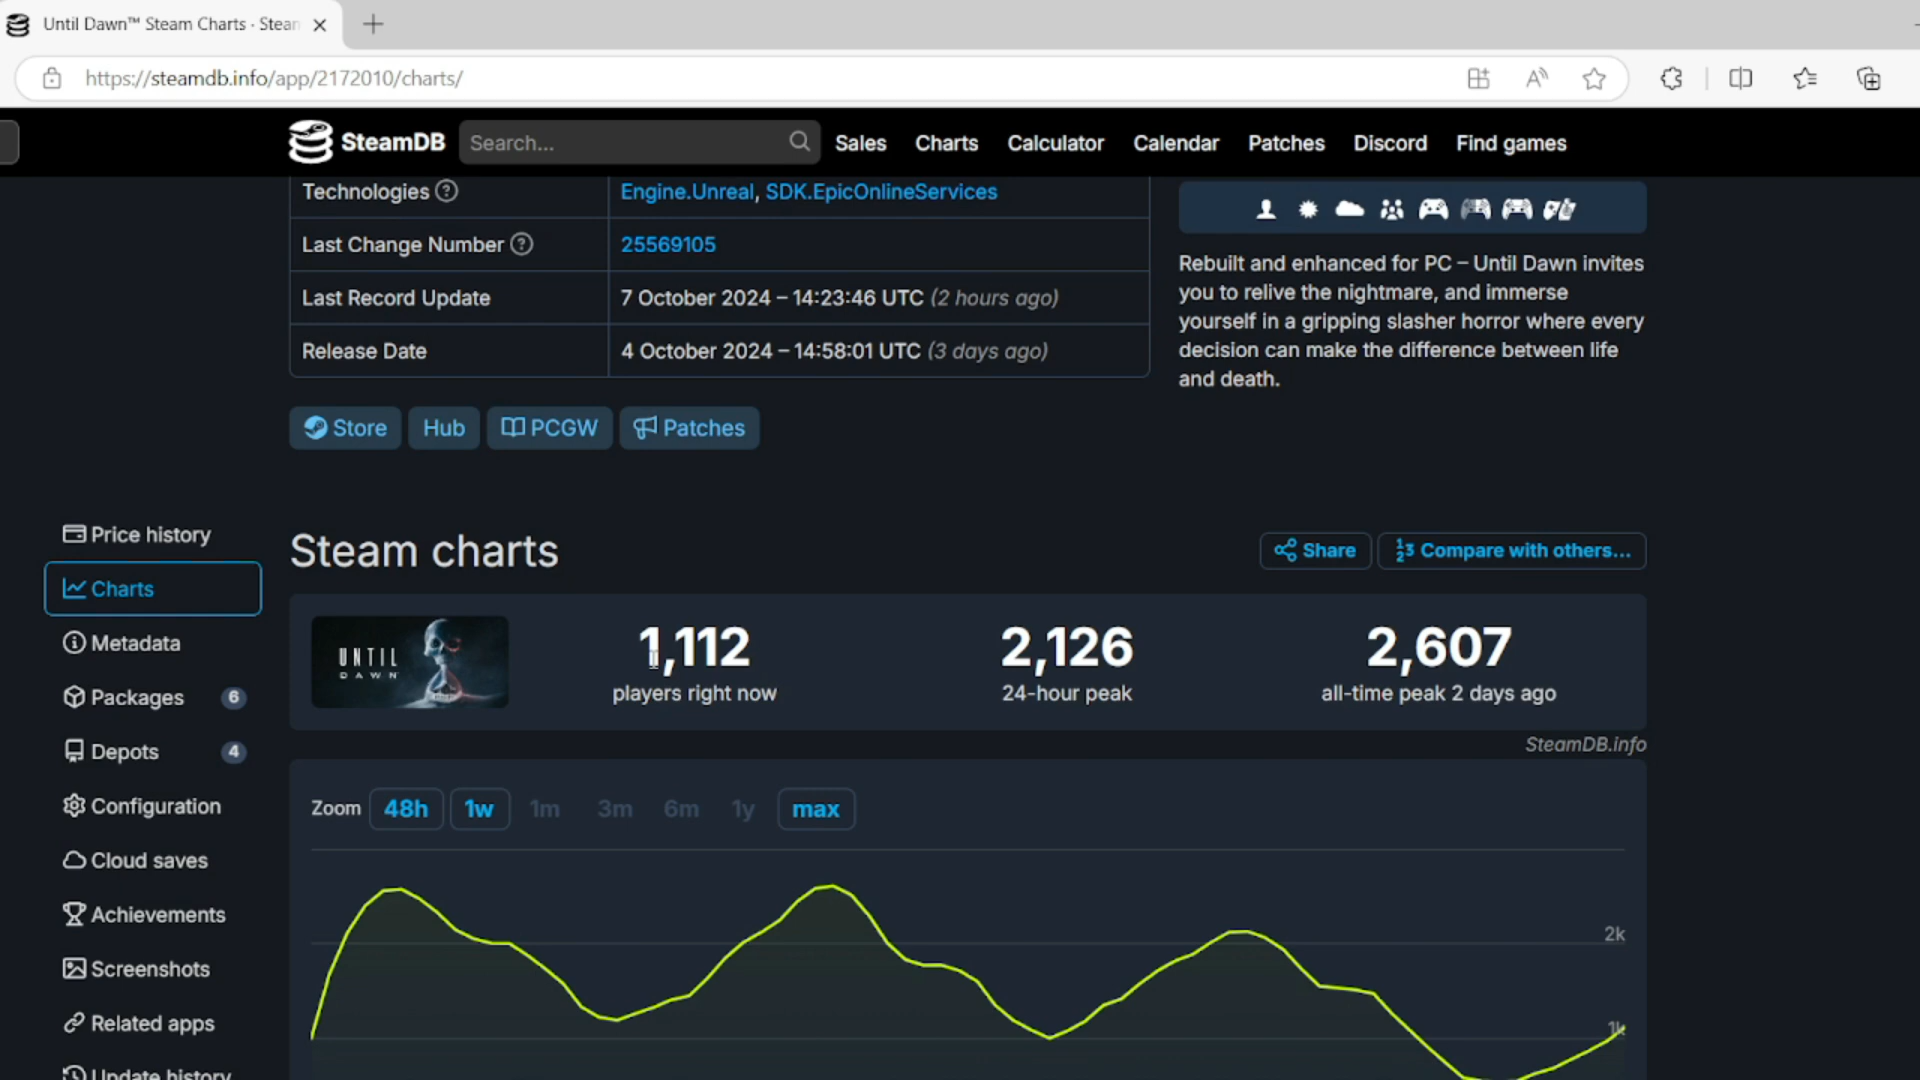 Until Dawn™ Steam Charts · Stear
https://steamdb.info/app/2172010/charts/
SteamDB
Search...
Sales
Charts
Calculator
Calendar
Patches
Discord
Find games
Technologies
Engine.Unreal, SDK.EpicOnlineServices
Last Change Number
25569105
Last Record Update
7 October 2024 – 14:23:46 UTC (2 hours ago)
Release Date
4 October 2024 – 14:58:01 UTC (3 days ago)
Rebuilt and enhanced for PC – Until Dawn invites
you to relive the nightmare, and immerse
yourself in a gripping slasher horror where every
decision can make the difference between life
and death.
Store
Hub
PCGW
Patches
Price history
Charts
Metadata
Packages 6
Depots 4
Configuration
Cloud saves
Achievements
Screenshots
Related apps
Update history
Steam charts
Share
Compare with others...
UNTIL
DAWN
1,112
players right now
2,126
24-hour peak
2,607
all-time peak 2 days ago
SteamDB.info
Zoom 48h 1w 1m 3m 6m 1y max
2k
1k